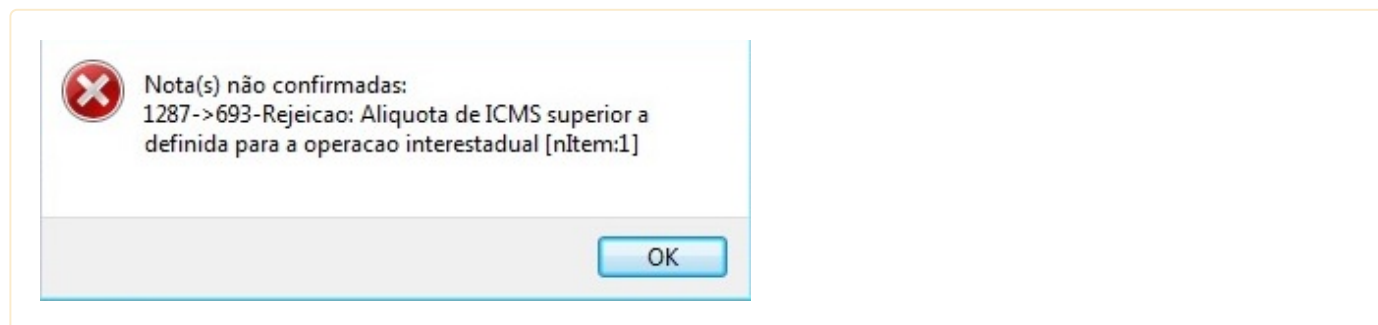 Nota(s) não confirmadas:
1287->693-Rejeicao: Aliquota de ICMS superior a
definida para a operacao interestadual [nItem:1]
OK